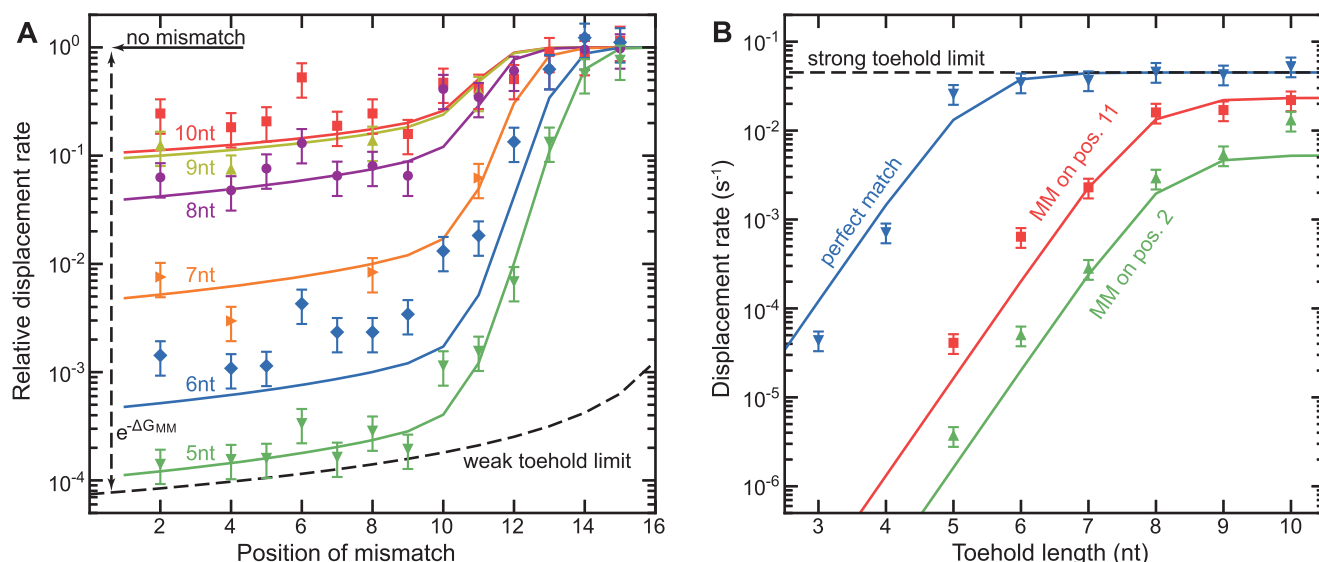 A
no mismatch
Relative displacement rate
10⁰
10⁻¹
10⁻²
10⁻³
10⁻⁴
10nt
9nt
8nt
7nt
6nt
5nt
e^-ΔG_MM
weak toehold limit
2 4 6 8 10 12 14 16
Position of mismatch
B
strong toehold limit
Displacement rate (s⁻¹)
10⁻¹
10⁻²
10⁻³
10⁻⁴
10⁻⁵
10⁻⁶
perfect match
MM on pos. 11
MM on pos. 2
3 4 5 6 7 8 9 10
Toehold length (nt)